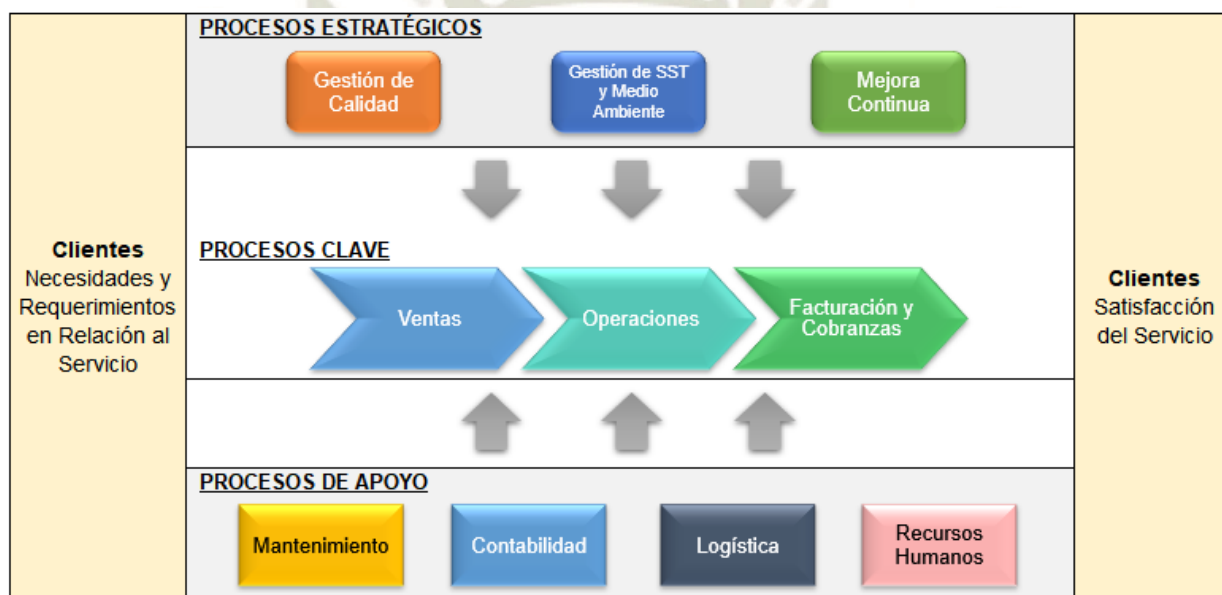 PROCESOS ESTRATÉGICOS
Gestión de
Calidad
Gestión de SST
y Medio
Ambiente
Mejora
Continua
Clientes
Necesidades y
Requerimientos
en Relación al
Servicio
PROCESOS CLAVE
Ventas
Operaciones
Facturación y
Cobranzas
Clientes
Satisfacción
del Servicio
PROCESOS DE APOYO
Mantenimiento
Contabilidad
Logística
Recursos
Humanos